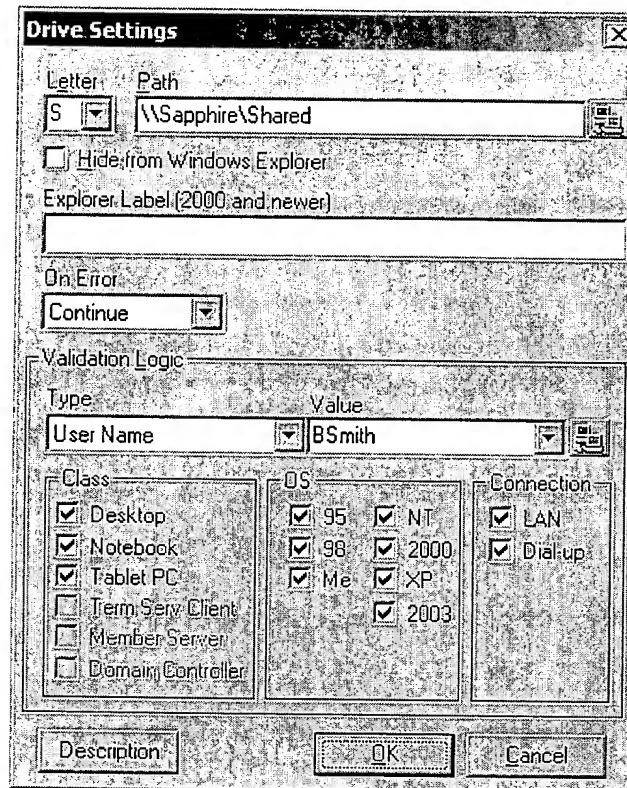 Drive Settings
Letter Path
S \\Sapphire\Shared
Hide from Windows Explorer
Explorer Label (2000 and newer)
On Error
Continue
Validation Logic
Type Value
User Name BSmith
Class OS Connection
Desktop 95 NT LAN
Notebook 98 2000 Dial-up
Tablet PC Me XP
Term Serv Client 2003
Member Server
Domain Controller
Description OK Cancel